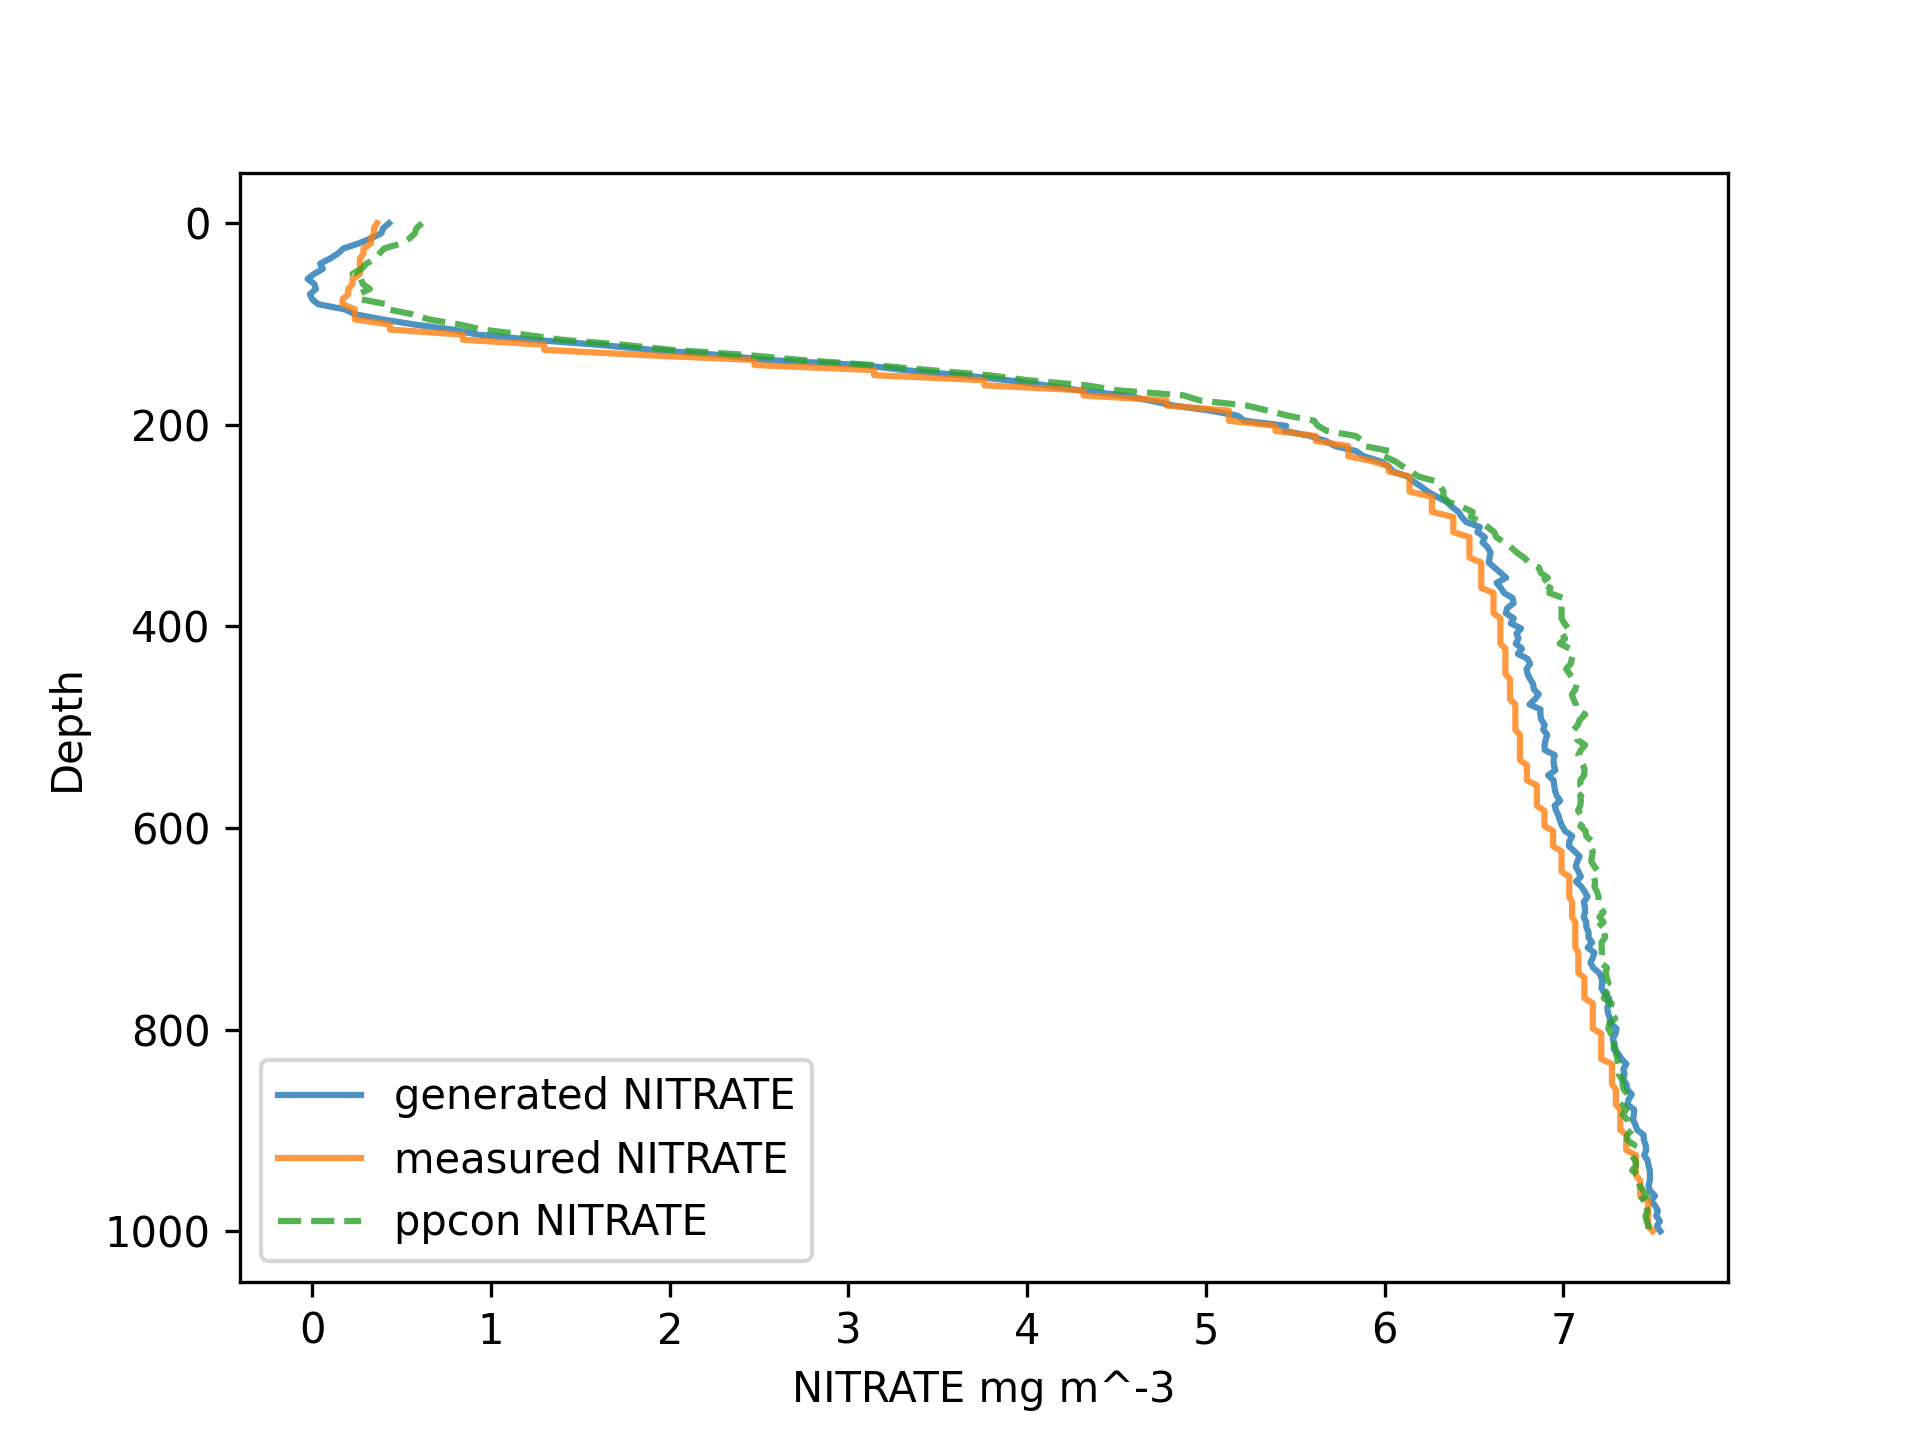 0
200
400
600
800
1000
Depth
generated NITRATE
measured NITRATE
ppcon NITRATE
0 1 2 3 4 5 6 7
NITRATE mg m^-3